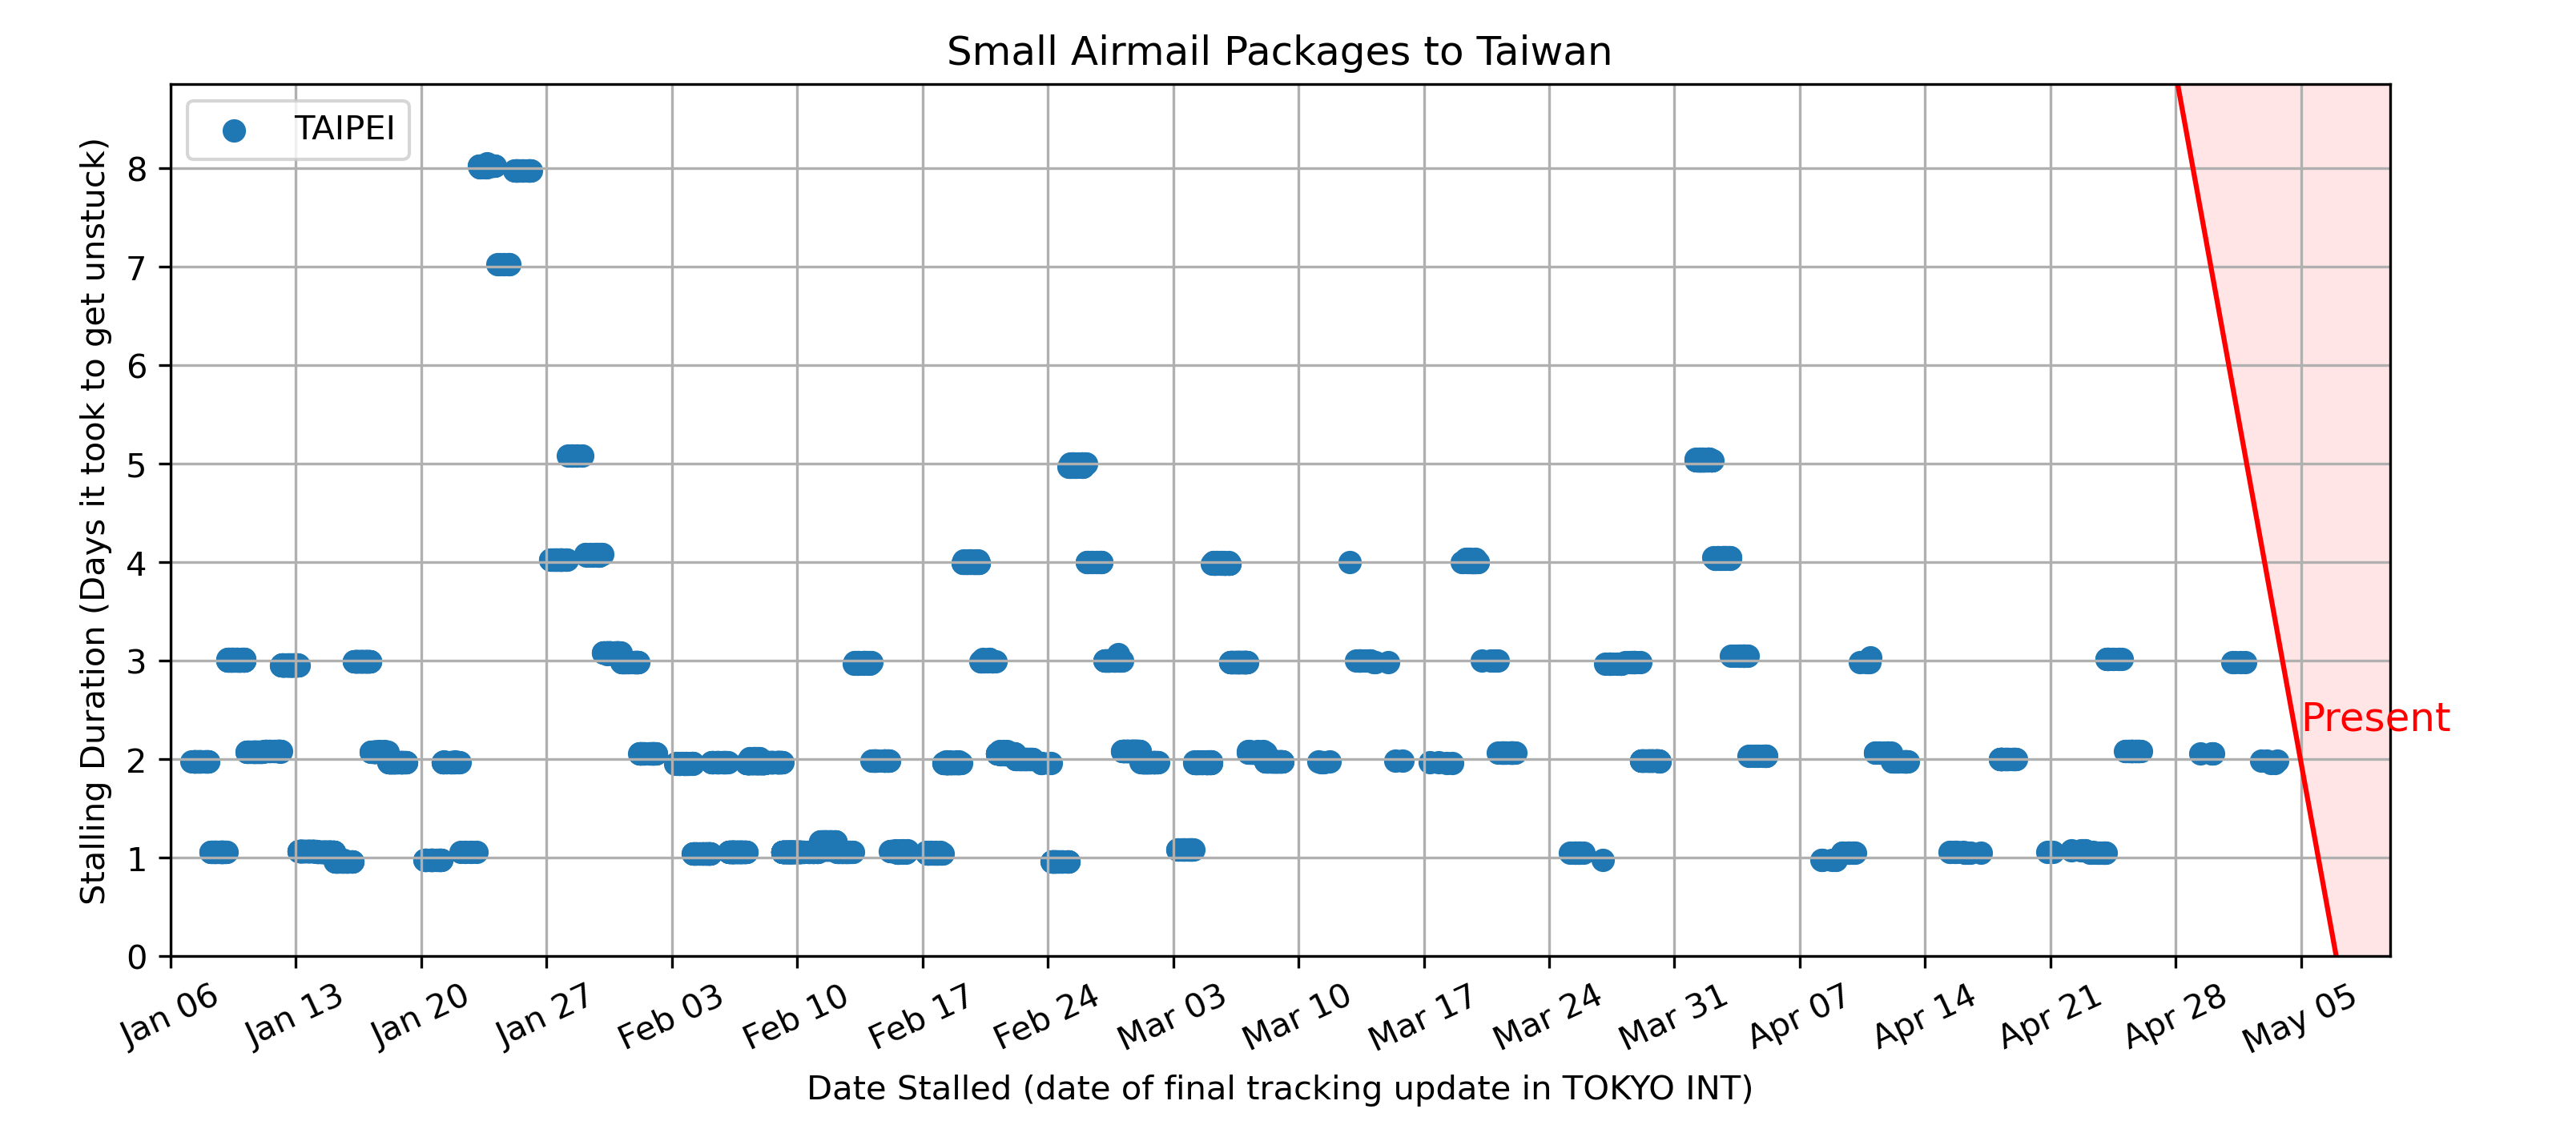 Small Airmail Packages to Taiwan
TAIPEI
Stalling Duration (Days it took to get unstuck)
8
7
6
5
4
3
2
1
0
Present
Jan 06
Jan 13
Jan 20
Jan 27
Feb 03
Feb 10
Feb 17
Feb 24
Mar 03
Mar 10
Mar 17
Mar 24
Mar 31
Apr 07
Apr 14
Apr 21
Apr 28
May 05
Date Stalled (date of final tracking update in TOKYO INT)